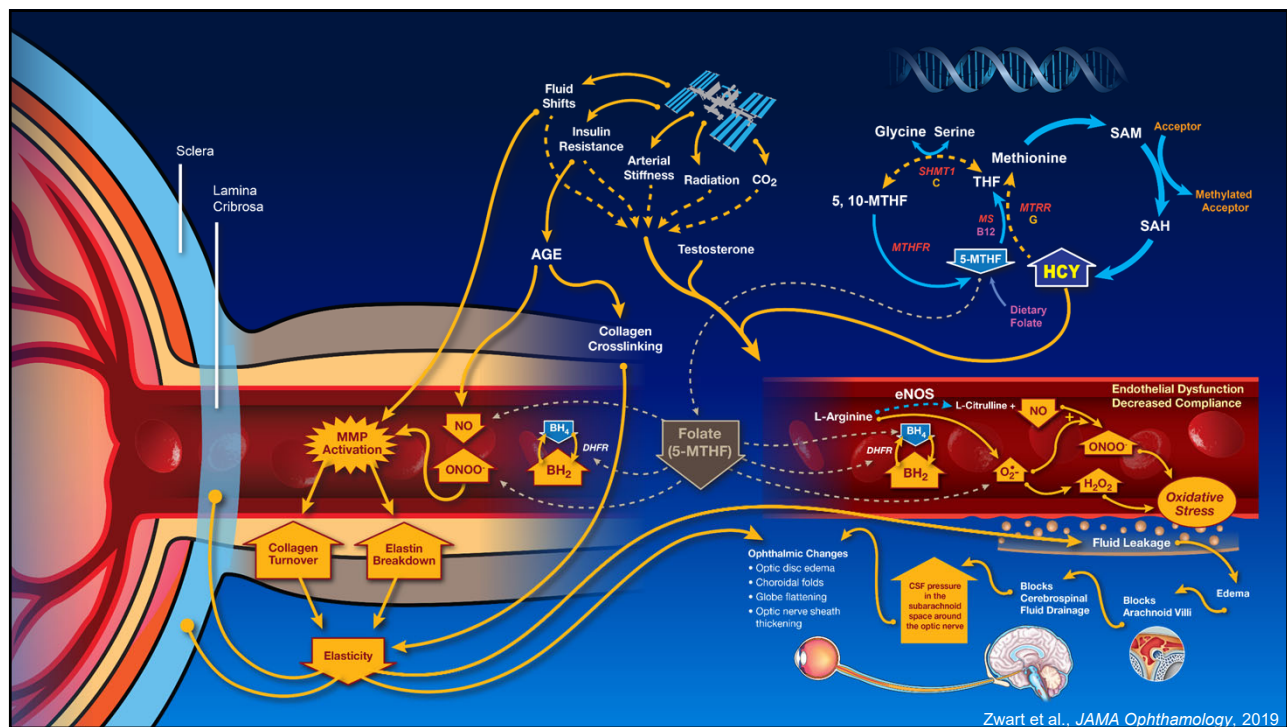 Sclera
Lamina
Cribrosa
Fluid
Shifts
Insulin
Resistance
Arterial
Stiffness
Radiation
CO2
AGE
Testosterone
Collagen
Crosslinking
Glycine Serine
SHMT1
C
5, 10-MTHF
THF
Methionine
SAM
Acceptor
Methylated
Acceptor
SAH
MTHFR
MS
B12
MTRR
G
5-MTHF
HCY
Dietary
Folate
MMP
Activation
NO
ONOO-
BH4
DHFR
BH2
Folate
(5-MTHF)
Endothelial Dysfunction
Decreased Compliance
eNOS
L-Arginine
L-Citrulline +
NO
BH4
DHFR
BH2
+
ONOO-
O2•-
H2O2
Oxidative
Stress
Fluid Leakage
Collagen
Turnover
Elastin
Breakdown
Elasticity
Ophthalmic Changes
• Optic disc edema
• Choroidal folds
• Globe flattening
• Optic nerve sheath
thickening
CSF pressure
in the
subarachnoid
space around
the optic nerve
Blocks
Cerebrospinal
Fluid Drainage
Blocks
Arachnoid Villi
Edema
Zwart et al., JAMA Ophthamology, 2019